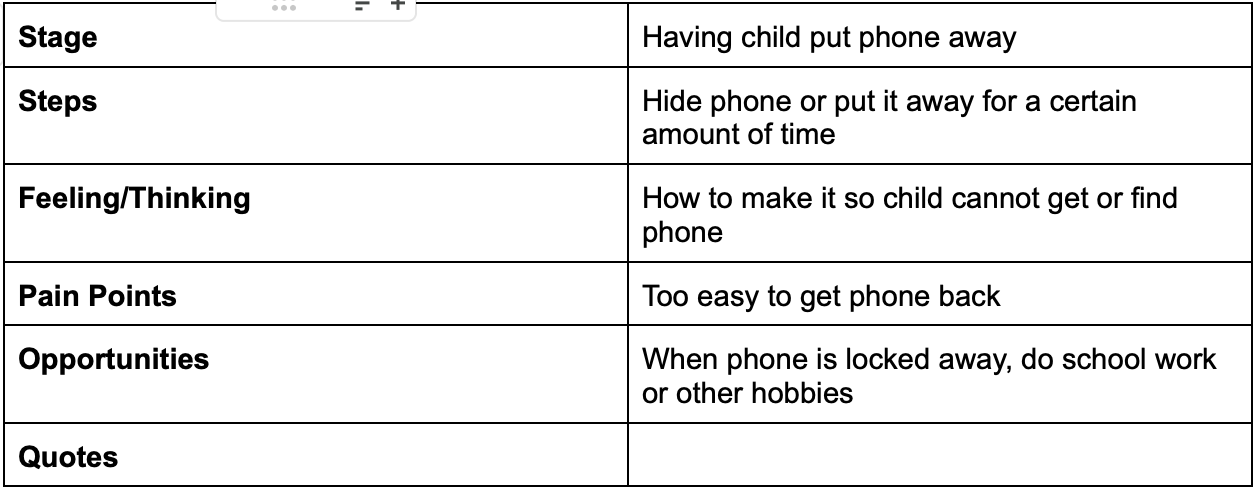 Stage
Having child put phone away
Steps
Hide phone or put it away for a certain
amount of time
Feeling/Thinking
How to make it so child cannot get or find
phone
Pain Points
Too easy to get phone back
Opportunities
When phone is locked away, do school work
or other hobbies
Quotes